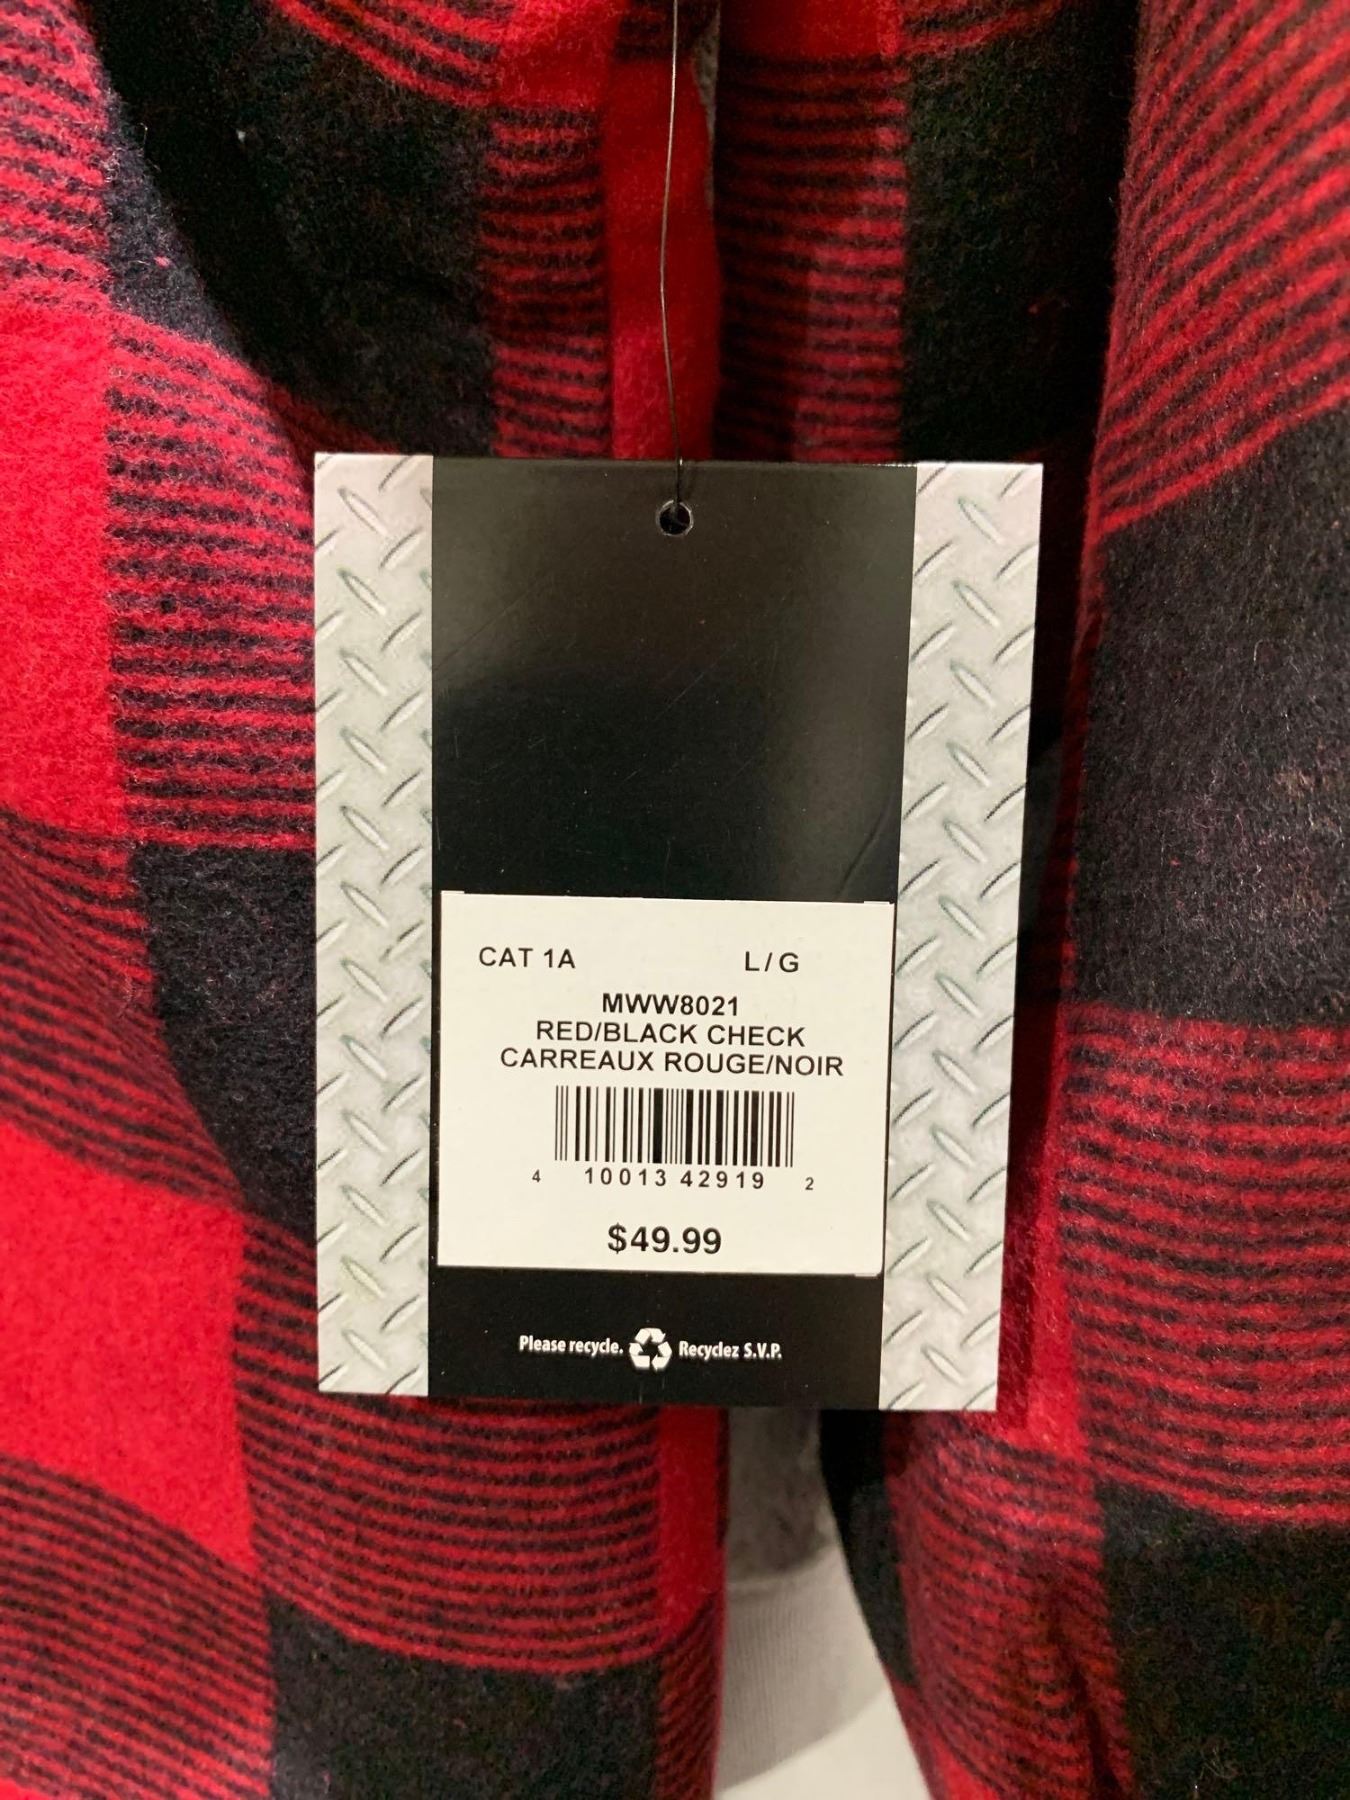 CAT 1A L/G
MWW8021
RED/BLACK CHECK
CARREAUX ROUGE/NOIR
4 10013 42919 2
$49.99
Please recycle. Recyclez S.V.P.